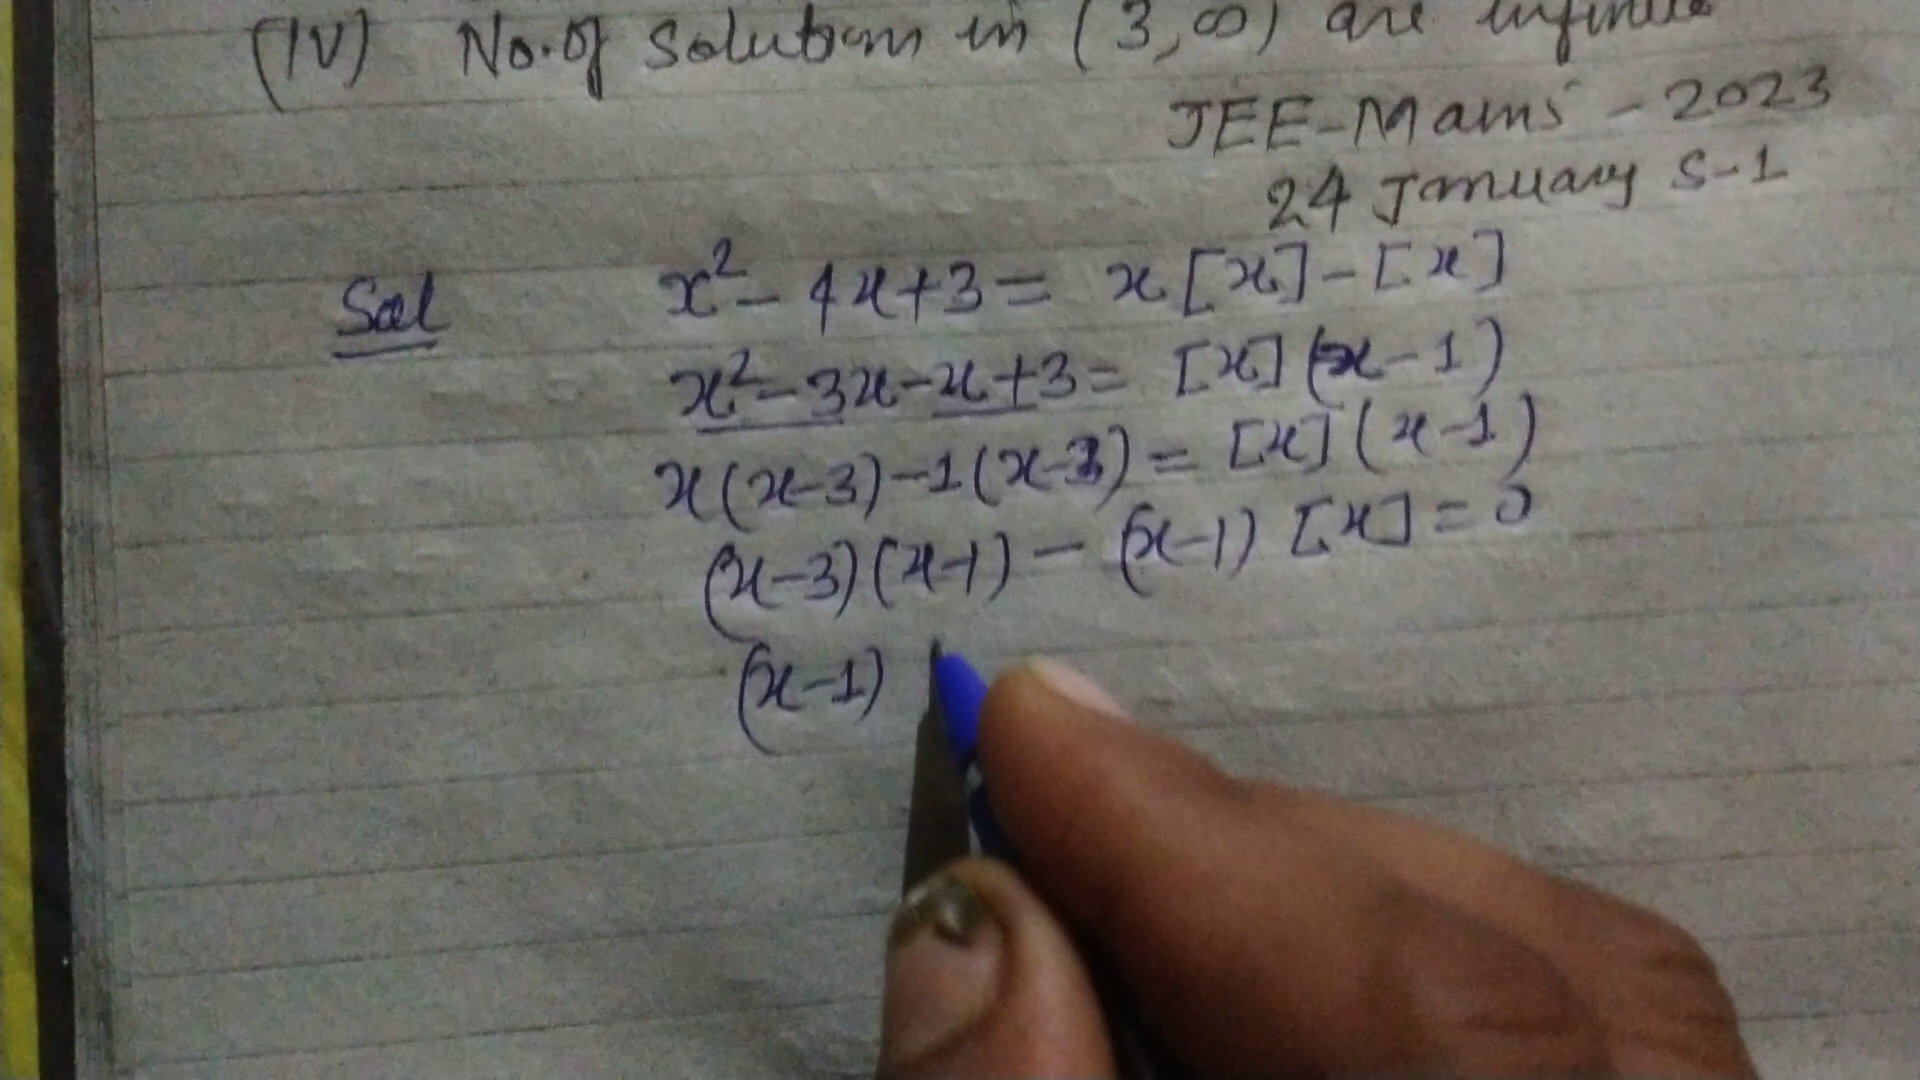 (IV) No. of Solutions in (3, ∞) are infinite
JEE-Mains - 2023
24 January S-1
Sol x² - 4x + 3 = x [x] - [x]
x² - 3x - x + 3 = [x] (x - 1)
x (x-3) - 1 (x-3) = [x] (x-1)
(x-3) (x-1) - (x-1) [x] = 0
(x-1)